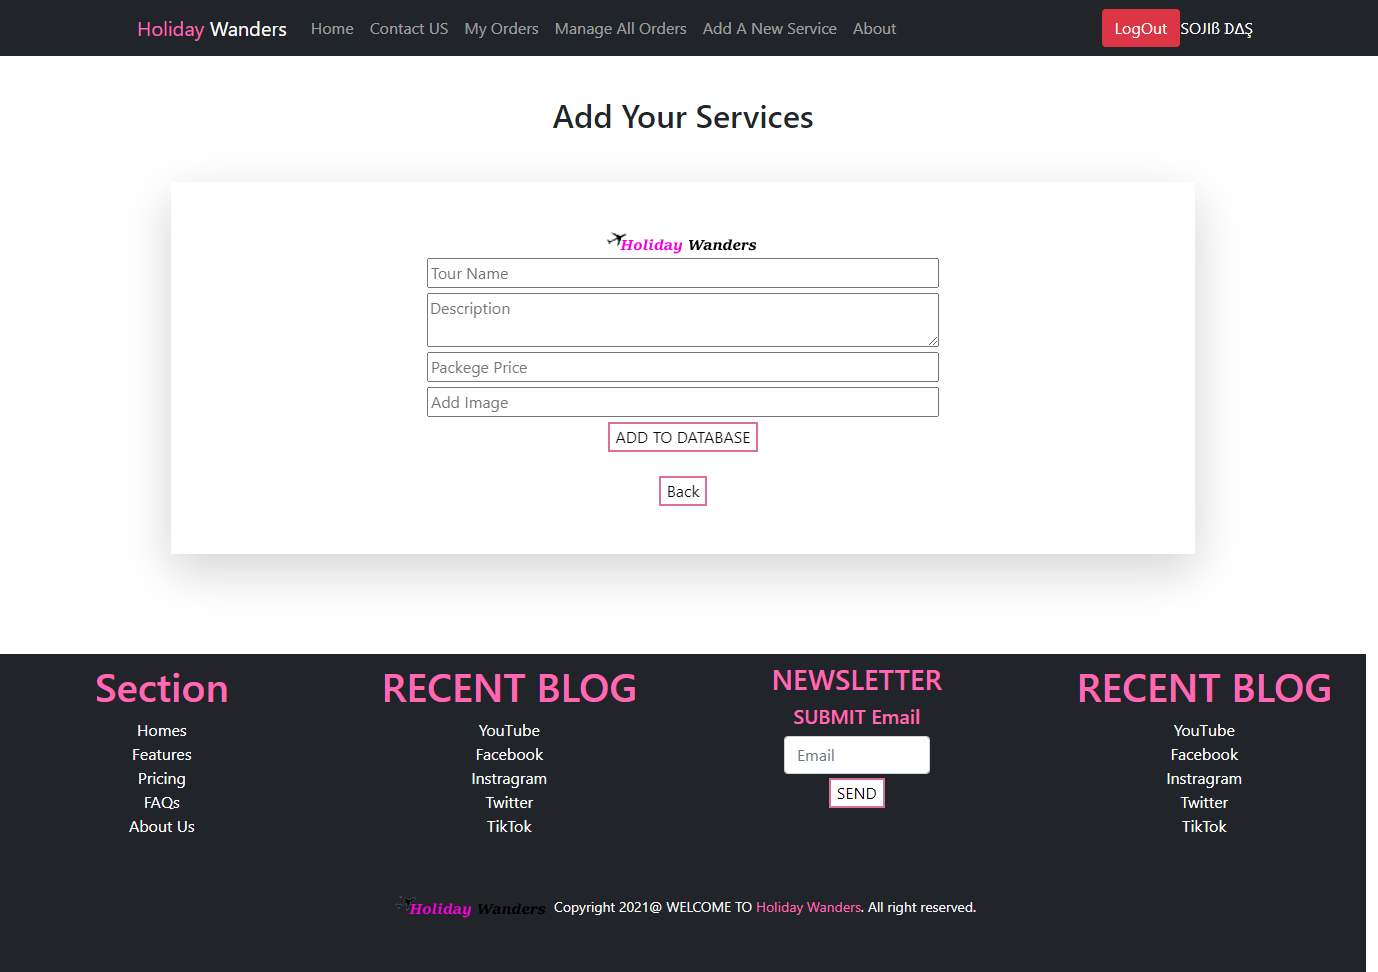 Holiday Wanders Home Contact US My Orders Manage All Orders Add A New Service About LogOut SOJIß DΔŞ
Add Your Services
Holiday Wanders
Tour Name
Description
Packege Price
Add Image
ADD TO DATABASE
Back
Section
Homes
Features
Pricing
FAQs
About Us
RECENT BLOG
YouTube
Facebook
Instragram
Twitter
TikTok
NEWSLETTER
SUBMIT Email
Email
SEND
RECENT BLOG
YouTube
Facebook
Instragram
Twitter
TikTok
Holiday Wanders Copyright 2021@ WELCOME TO Holiday Wanders. All right reserved.